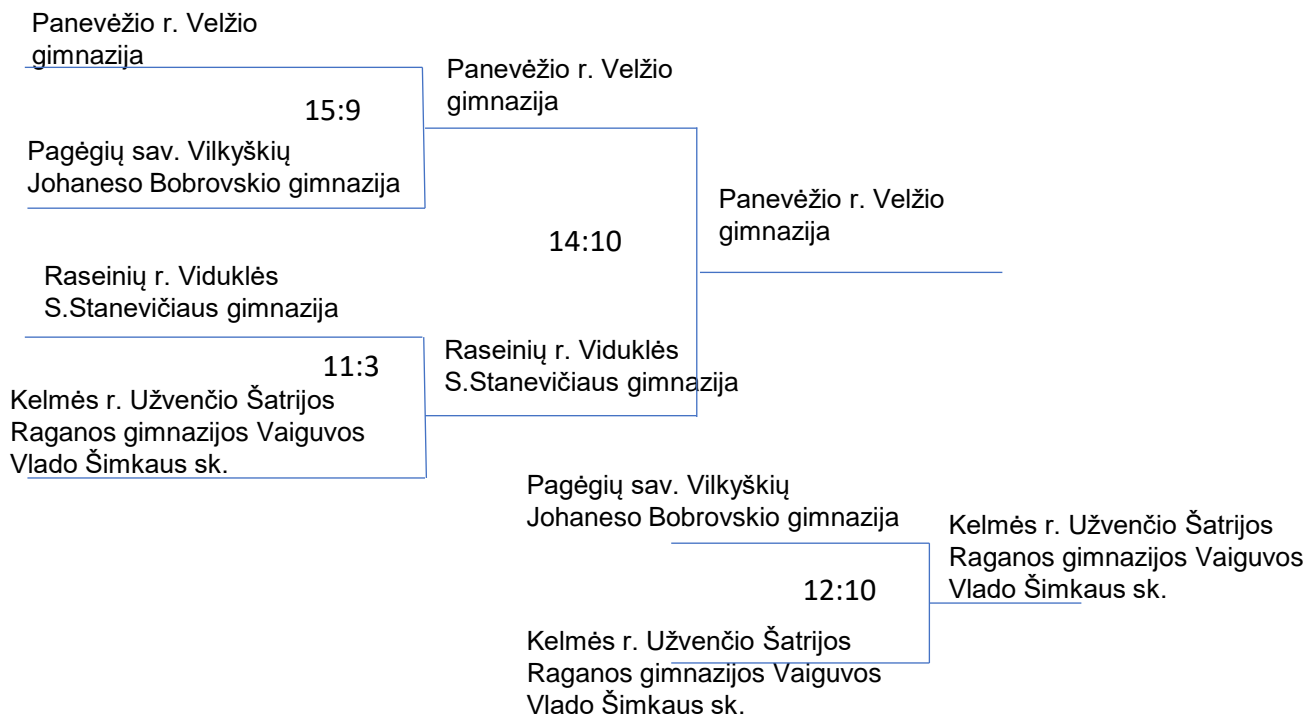 Panevėžio r. Velžio
gimnazija
15:9
Pagėgių sav. Vilkyškių
Johaneso Bobrovskio gimnazija
Raseinių r. Viduklės
S.Stanevičiaus gimnazija
11:3
Kelmės r. Užvenčio Šatrijos
Raganos gimnazijos Vaiguvos
Vlado Šimkaus sk.
Panevėžio r. Velžio
gimnazija
14:10
Raseinių r. Viduklės
S.Stanevičiaus gimnazija
Panevėžio r. Velžio
gimnazija
Pagėgių sav. Vilkyškių
Johaneso Bobrovskio gimnazija
12:10
Kelmės r. Užvenčio Šatrijos
Raganos gimnazijos Vaiguvos
Vlado Šimkaus sk.
Kelmės r. Užvenčio Šatrijos
Raganos gimnazijos Vaiguvos
Vlado Šimkaus sk.